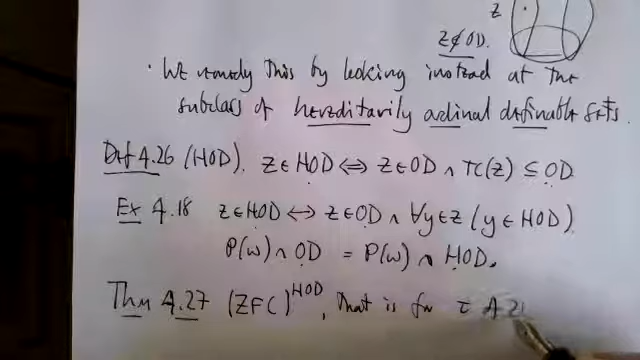 z
z∉OD.
· We remedy this by looking instead at the
subclass of hereditarily ordinal definable sets.
Def 4.26 (HOD). z ∈ HOD ⟺ z ∈ OD ∧ TC(z) ⊆ OD
Ex 4.18 z ∈ HOD ↔ z ∈ OD ∧ ∀y∈z (y ∈ HOD)
P(ω) ∩ OD = P(ω) ∩ HOD.
Thm 4.27 (ZFC)^HOD, that is for τ